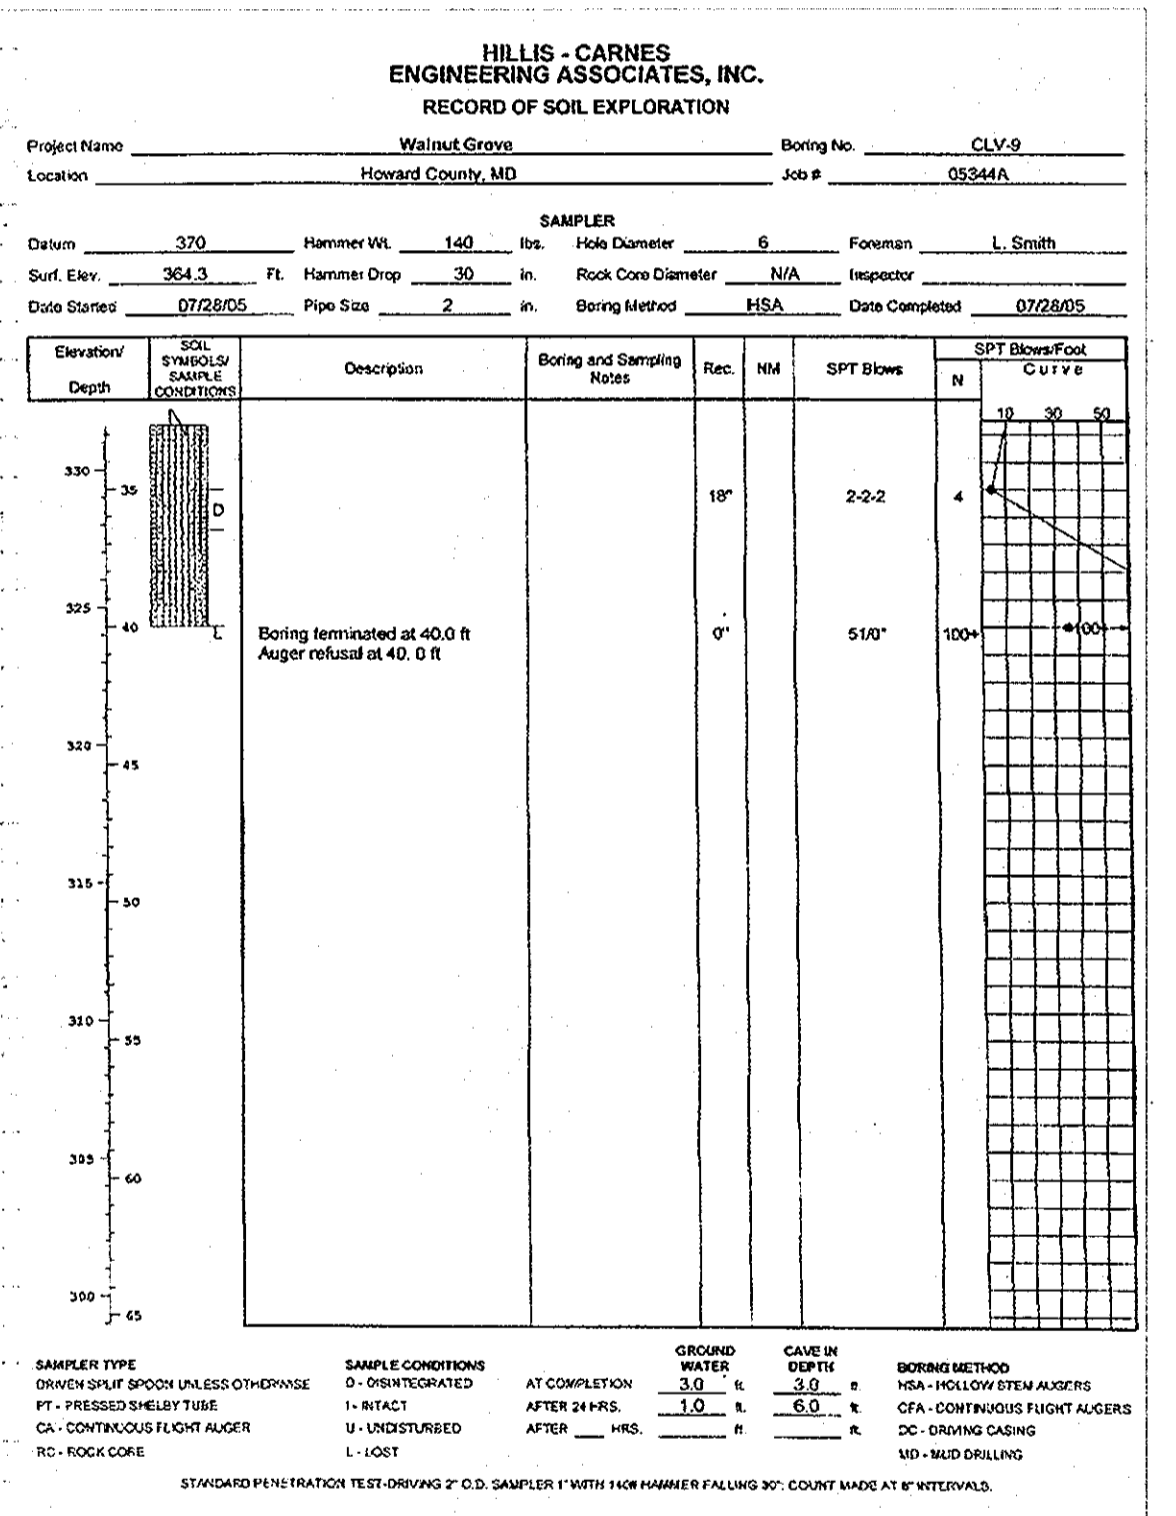 HILLIS - CARNES
ENGINEERING ASSOCIATES, INC.
RECORD OF SOIL EXPLORATION
Project Name Walnut Grove Boring No. CLV-9
Location Howard County, MD Job # 05344A
SAMPLER
Datum 370 Hammer Wt. 140 lbs. Hole Diameter 6 Foreman L. Smith
Surf. Elev. 364.3 Ft. Hammer Drop 30 in. Rock Core Diameter N/A Inspector
Date Started 07/28/05 Pipe Size 2 in. Boring Method HSA Date Completed 07/28/05
Elevation/ Depth
SOIL SYMBOLS/ SAMPLE CONDITIONS
Description
Boring and Sampling Notes
Rec.
NM
SPT Blows
SPT Blows/Foot
N
Curve
10 30 50
330
35 D 18" 2-2-2 4
325
40 L Boring terminated at 40.0 ft 0" 51/0" 100+ 100+
Auger refusal at 40. 0 ft
320
45
315
50
310
55
305
60
300
65
GROUND WATER CAVE IN DEPTH
SAMPLER TYPE SAMPLE CONDITIONS BORING METHOD
DRIVEN SPLIT SPOON UNLESS OTHERWISE D - DISINTEGRATED AT COMPLETION 3.0 ft. 3.0 ft. HSA - HOLLOW STEM AUGERS
PT - PRESSED SHELBY TUBE I - INTACT AFTER 24 HRS. 1.0 ft. 6.0 ft. CFA - CONTINUOUS FLIGHT AUGERS
CA - CONTINUOUS FLIGHT AUGER U - UNDISTURBED AFTER ___ HRS. ft. ft. DC - DRIVING CASING
RC - ROCK CORE L - LOST MD - MUD DRILLING
STANDARD PENETRATION TEST-DRIVING 2" O.D. SAMPLER 1" WITH 140# HAMMER FALLING 30"; COUNT MADE AT 6" INTERVALS.